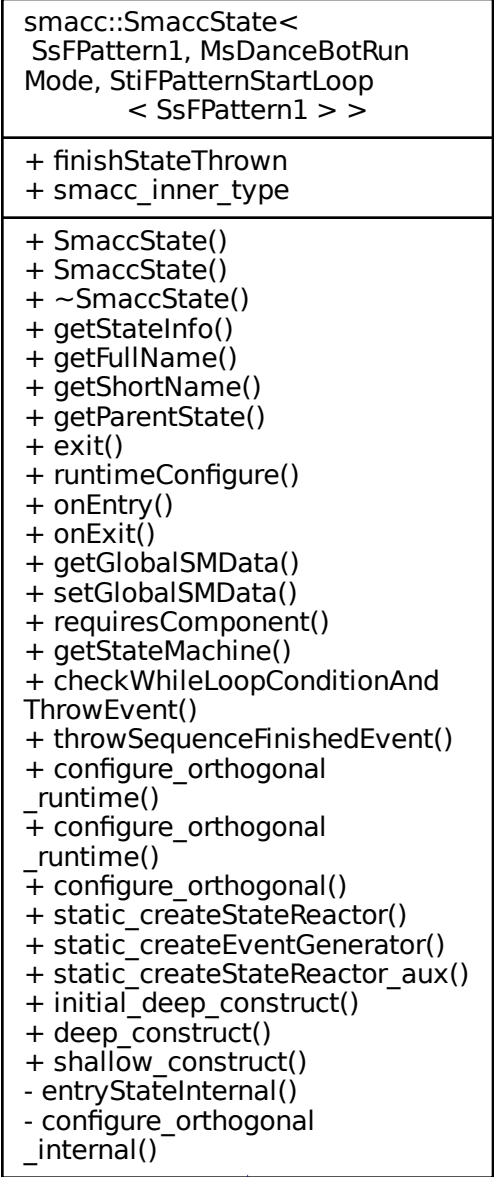 smacc::SmaccState<
SsFPattern1, MsDanceBotRun
Mode, StiFPatternStartLoop
< SsFPattern1 > >
+ finishStateThrown
+ smacc_inner_type
+ SmaccState()
+ SmaccState()
+ ~SmaccState()
+ getStateInfo()
+ getFullName()
+ getShortName()
+ getParentState()
+ exit()
+ runtimeConfigure()
+ onEntry()
+ onExit()
+ getGlobalSMData()
+ setGlobalSMData()
+ requiresComponent()
+ getStateMachine()
+ checkWhileLoopConditionAnd
ThrowEvent()
+ throwSequenceFinishedEvent()
+ configure_orthogonal
_runtime()
+ configure_orthogonal
_runtime()
+ configure_orthogonal()
+ static_createStateReactor()
+ static_createEventGenerator()
+ static_createStateReactor_aux()
+ initial_deep_construct()
+ deep_construct()
+ shallow_construct()
- entryStateInternal()
- configure_orthogonal
_internal()